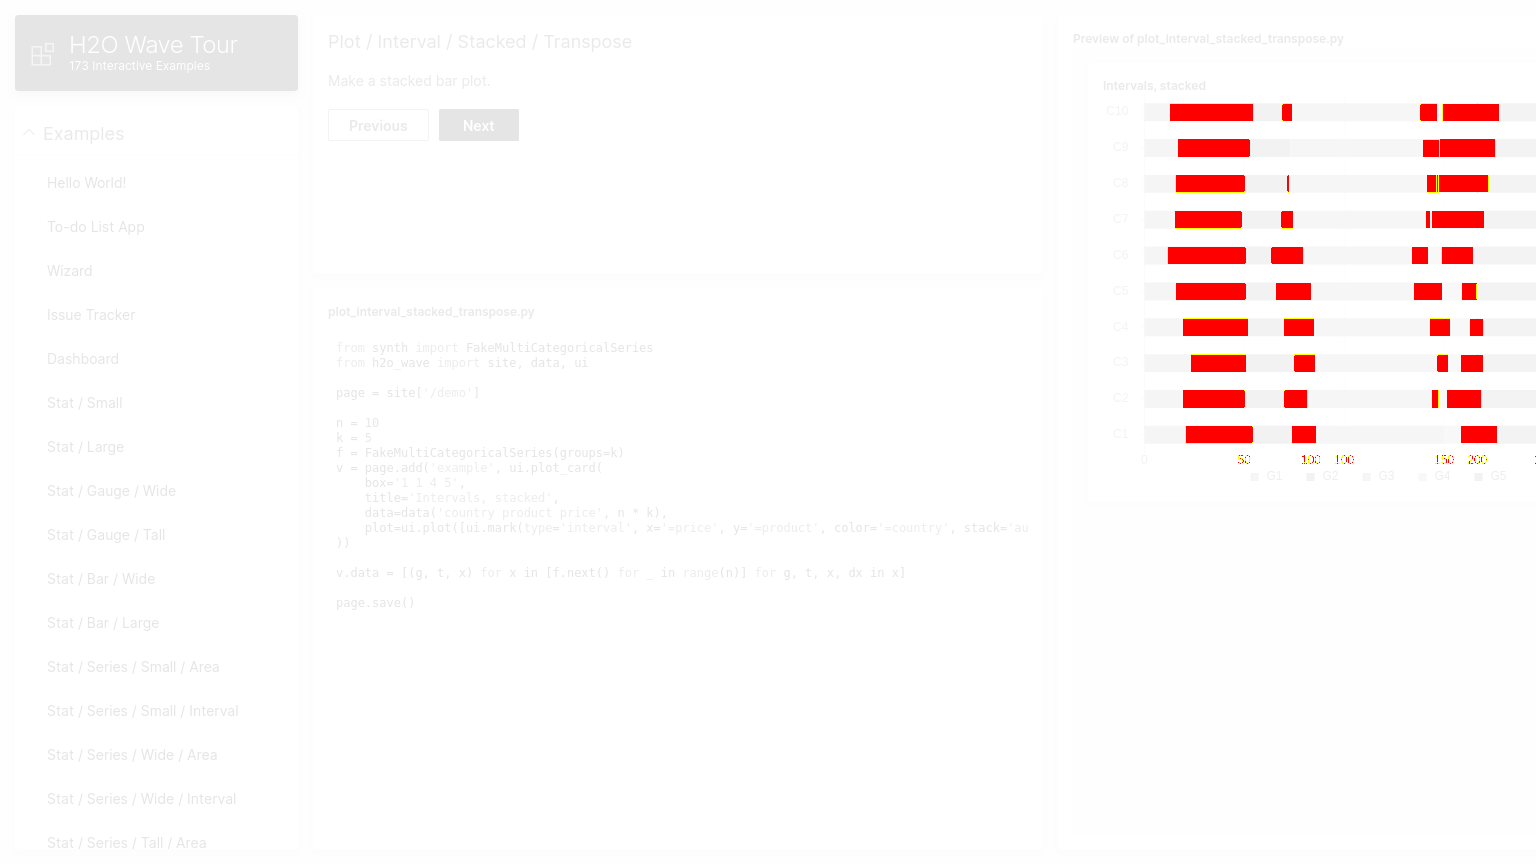 H2O Wave Tour
173 Interactive Examples
Examples
Hello World!
To-do List App
Wizard
Issue Tracker
Dashboard
Stat / Small
Stat / Large
Stat / Gauge / Wide
Stat / Gauge / Tall
Stat / Bar / Wide
Stat / Bar / Large
Stat / Series / Small / Area
Stat / Series / Small / Interval
Stat / Series / Wide / Area
Stat / Series / Wide / Interval
Stat / Series / Tall / Area
Plot / Interval / Stacked / Transpose
Make a stacked bar plot.
Previous Next
plot_interval_stacked_transpose.py
from synth import FakeMultiCategoricalSeries
from h2o_wave import site, data, ui
page = site['/demo']
n = 10
k = 5
f = FakeMultiCategoricalSeries(groups=k)
v = page.add('example', ui.plot_card(
box='1 1 4 5',
title='Intervals, stacked',
data=data('country product price', n * k),
plot=ui.plot([ui.mark(type='interval', x='=price', y='=product', color='=country', stack='au
))
v.data = [(g, t, x) for x in [f.next() for _ in range(n)] for g, t, x, dx in x]
page.save()
Preview of plot_interval_stacked_transpose.py
Intervals, stacked
C10
C9
C8
C7
C6
C5
C4
C3
C2
C1
0 50 100 100 150 200
G1 G2 G3 G4 G5